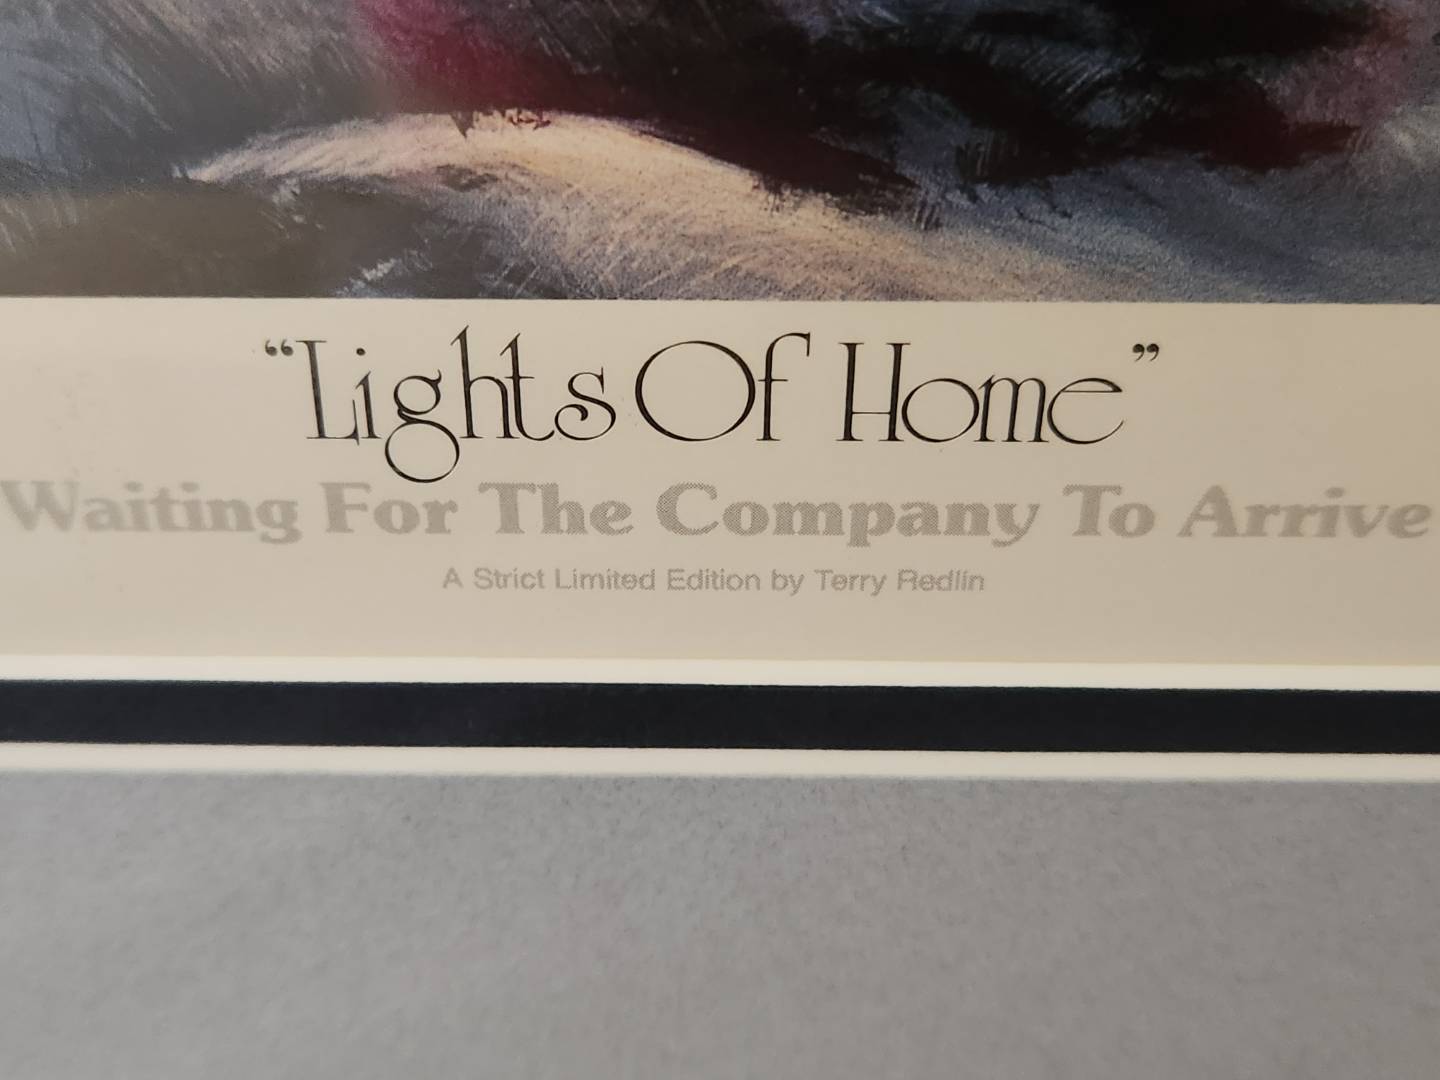 “Lights Of Home”
Waiting For The Company To Arrive
A Strict Limited Edition by Terry Redlin